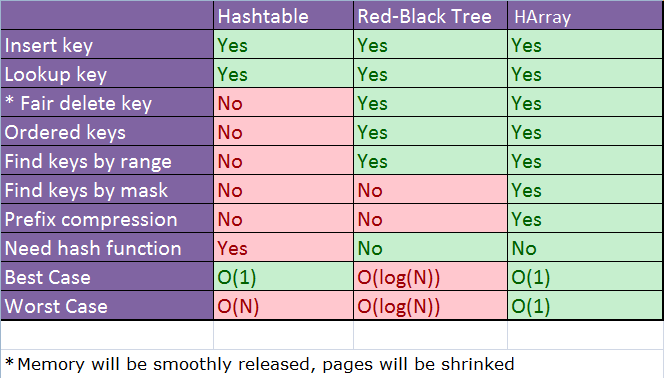 Hashtable Red-Black Tree HArray
Insert key Yes Yes Yes
Lookup key Yes Yes Yes
* Fair delete key No Yes Yes
Ordered keys No Yes Yes
Find keys by range No Yes Yes
Find keys by mask No No Yes
Prefix compression No No Yes
Need hash function Yes No No
Best Case O(1) O(log(N)) O(1)
Worst Case O(N) O(log(N)) O(1)
* Memory will be smoothly released, pages will be shrinked